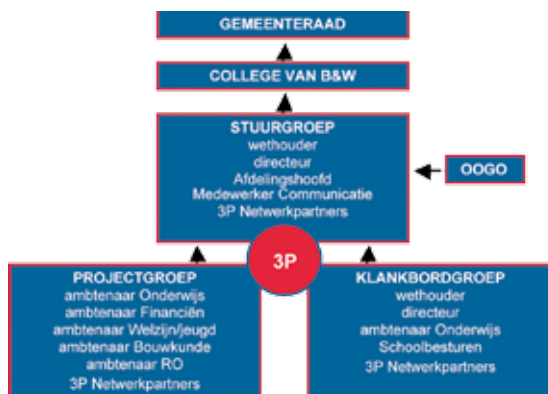 GEMEENTERAAD
COLLEGE VAN B&W
STUURGROEP
wethouder
directeur
Afdelingshoofd
Medewerker Communicatie
3P Netwerkpartners
OOGO
3P
PROJECTGROEP
ambtenaar Onderwijs
ambtenaar Financiën
ambtenaar Welzijn/jeugd
ambtenaar Bouwkunde
ambtenaar RO
3P Netwerkpartners
KLANKBORDGROEP
wethouder
directeur
ambtenaar Onderwijs
Schoolbesturen
3P Netwerkpartners